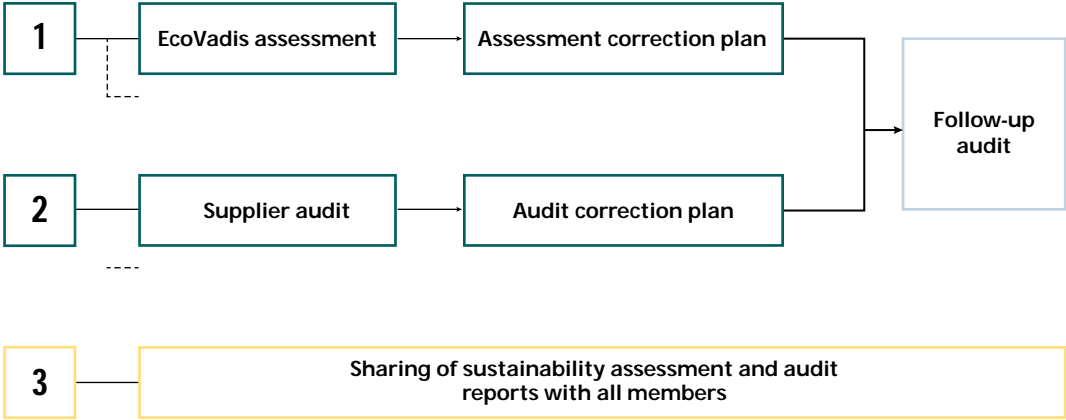 1
EcoVadis assessment
Assessment correction plan
Follow-up
audit
2
Supplier audit
Audit correction plan
3
Sharing of sustainability assessment and audit
reports with all members